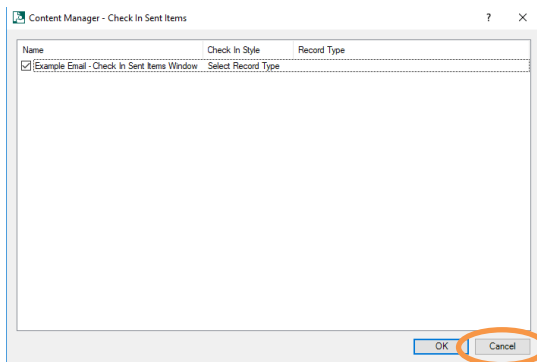 Content Manager - Check In Sent Items ?
Name Check In Style Record Type
Example Email - Check In Sent Items Window Select Record Type
OK Cancel